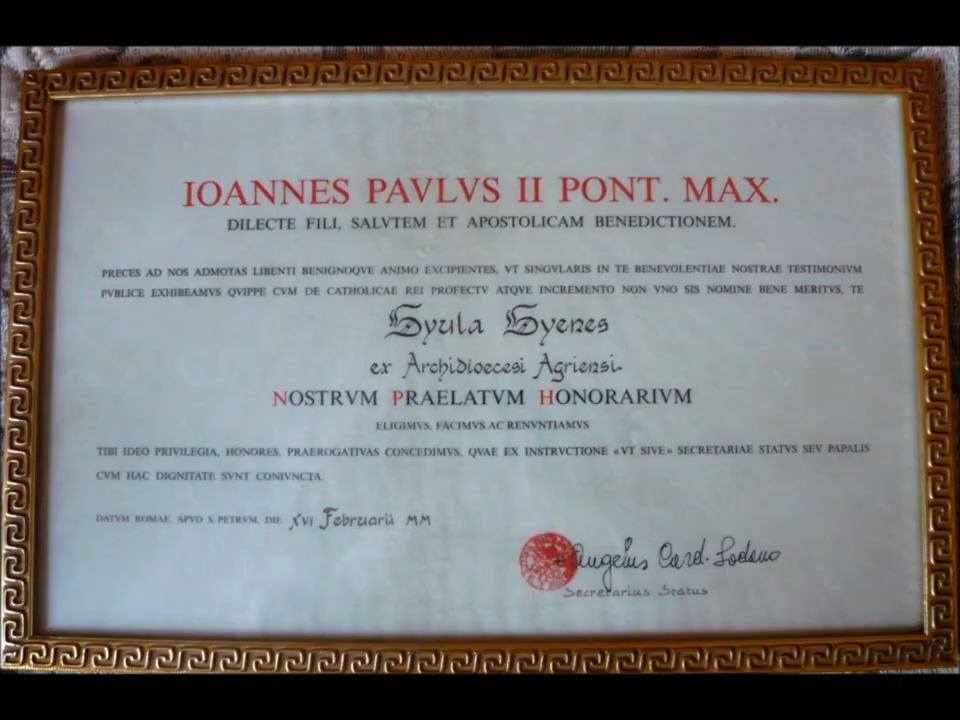 IOANNES PAVLVS II PONT. MAX.
DILECTE FILI, SALVTEM ET APOSTOLICAM BENEDICTIONEM.
PRECES AD NOS ADMOTAS LIBENTI BENIGNOQVE ANIMO EXCIPIENTES, VT SINGVLARIS IN TE BENEVOLENTIAE NOSTRAE TESTIMONIVM
PVBLICE EXHIBEAMVS QVIPPE CVM DE CATHOLICAE REI PROFECTV ATQVE INCREMENTO NON VNO SIS NOMINE BENE MERITVS, TE
Gyula Gyenes
ex Archidioecesi Agriensi
NOSTRVM PRAELATVM HONORARIVM
ELIGIMVS, FACIMVS AC RENVNTIAMVS
TIBI IDEO PRIVILEGIA, HONORES, PRAEROGATIVAS CONCEDIMVS, QVAE EX INSTRVCTIONE «VT SIVE» SECRETARIAE STATVS SEV PAPALIS
CVM HAC DIGNITATE SVNT CONIVNCTA.
DATVM ROMAE, APVD S. PETRVM, DIE XVI Februarii MM
+ Angelus Card. Sodano
Secretarius Status